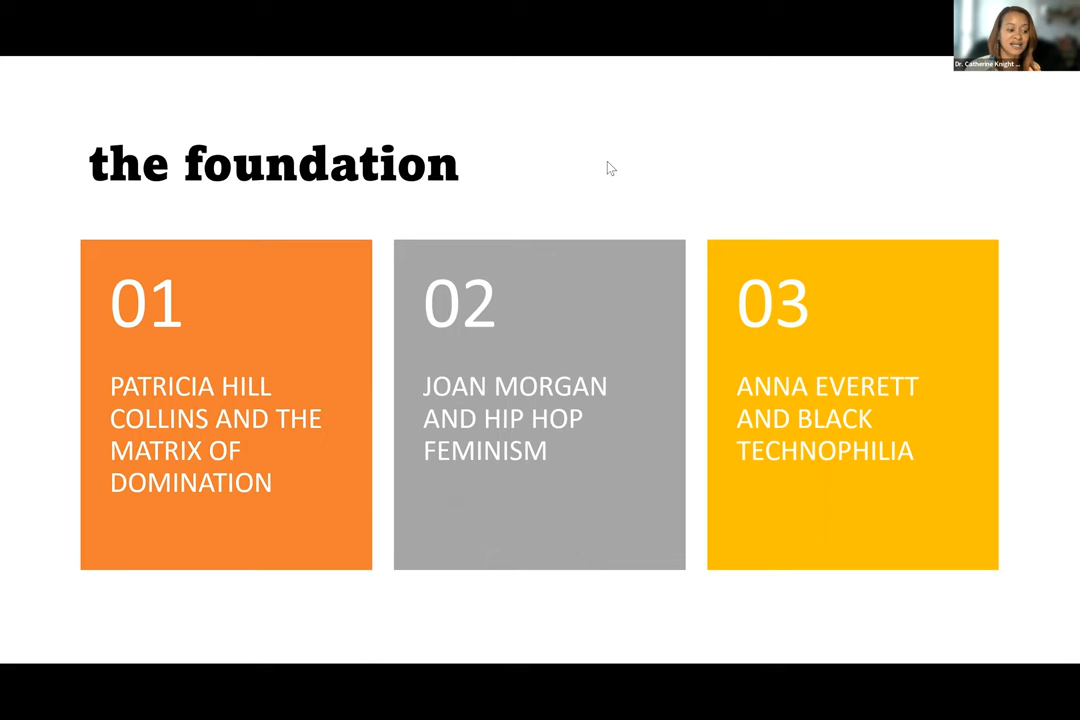 Dr. Catherine Knight ...
the foundation
01
PATRICIA HILL
COLLINS AND THE
MATRIX OF
DOMINATION
02
JOAN MORGAN
AND HIP HOP
FEMINISM
03
ANNA EVERETT
AND BLACK
TECHNOPHILIA